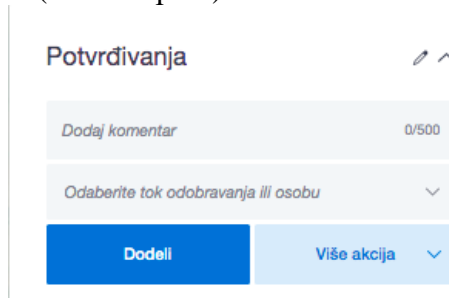 Potvrđivanja
Dodaj komentar 0/500
Odaberite tok odobravanja ili osobu
Dodeli Više akcija